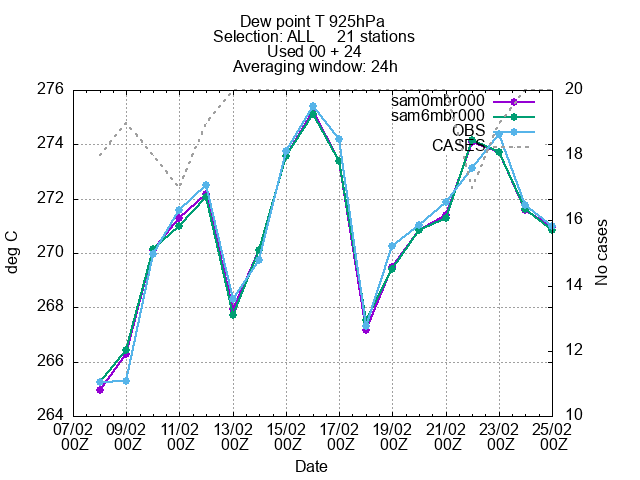 Dew point T 925hPa
Selection: ALL     21 stations
Used 00 + 24
Averaging window: 24h
276
274
272
270
268
266
264
deg C
20
18
16
14
12
10
No cases
sam0mbr000
sam6mbr000
OBS
CASES
07/02 09/02 11/02 13/02 15/02 17/02 19/02 21/02 23/02 25/02
00Z 00Z 00Z 00Z 00Z 00Z 00Z 00Z 00Z 00Z
Date